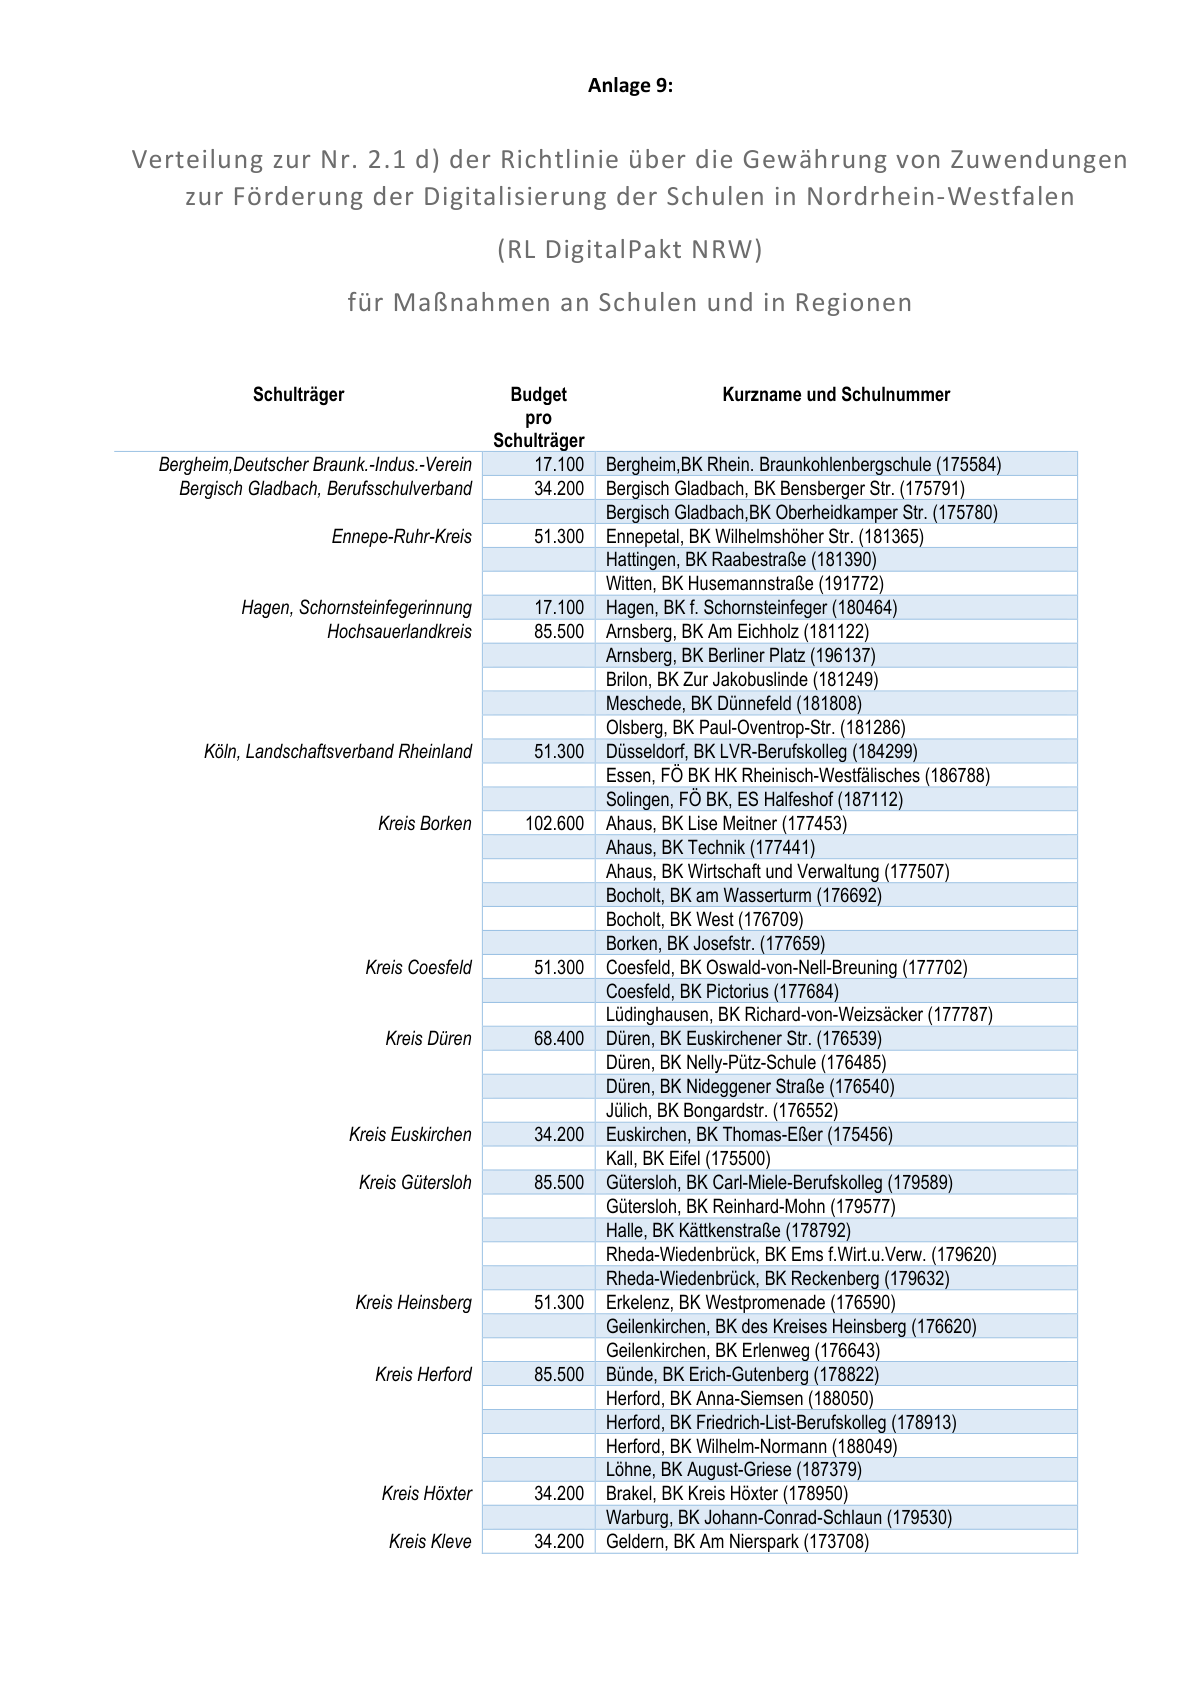 Anlage 9:
Verteilung zur Nr. 2.1 d) der Richtlinie über die Gewährung von Zuwendungen
zur Förderung der Digitalisierung der Schulen in Nordrhein-Westfalen
(RL DigitalPakt NRW)
für Maßnahmen an Schulen und in Regionen
Schulträger Budget pro Schulträger Kurzname und Schulnummer
Bergheim,Deutscher Braunk.-Indus.-Verein 17.100 Bergheim,BK Rhein. Braunkohlenbergschule (175584)
Bergisch Gladbach, Berufsschulverband 34.200 Bergisch Gladbach, BK Bensberger Str. (175791)
Bergisch Gladbach,BK Oberheidkamper Str. (175780)
Ennepe-Ruhr-Kreis 51.300 Ennepetal, BK Wilhelmshöher Str. (181365)
Hattingen, BK Raabestraße (181390)
Witten, BK Husemannstraße (191772)
Hagen, Schornsteinfegerinnung 17.100 Hagen, BK f. Schornsteinfeger (180464)
Hochsauerlandkreis 85.500 Arnsberg, BK Am Eichholz (181122)
Arnsberg, BK Berliner Platz (196137)
Brilon, BK Zur Jakobuslinde (181249)
Meschede, BK Dünnefeld (181808)
Olsberg, BK Paul-Oventrop-Str. (181286)
Köln, Landschaftsverband Rheinland 51.300 Düsseldorf, BK LVR-Berufskolleg (184299)
Essen, FÖ BK HK Rheinisch-Westfälisches (186788)
Solingen, FÖ BK, ES Halfeshof (187112)
Kreis Borken 102.600 Ahaus, BK Lise Meitner (177453)
Ahaus, BK Technik (177441)
Ahaus, BK Wirtschaft und Verwaltung (177507)
Bocholt, BK am Wasserturm (176692)
Bocholt, BK West (176709)
Borken, BK Josefstr. (177659)
Kreis Coesfeld 51.300 Coesfeld, BK Oswald-von-Nell-Breuning (177702)
Coesfeld, BK Pictorius (177684)
Lüdinghausen, BK Richard-von-Weizsäcker (177787)
Kreis Düren 68.400 Düren, BK Euskirchener Str. (176539)
Düren, BK Nelly-Pütz-Schule (176485)
Düren, BK Nideggener Straße (176540)
Jülich, BK Bongardstr. (176552)
Kreis Euskirchen 34.200 Euskirchen, BK Thomas-Eßer (175456)
Kall, BK Eifel (175500)
Kreis Gütersloh 85.500 Gütersloh, BK Carl-Miele-Berufskolleg (179589)
Gütersloh, BK Reinhard-Mohn (179577)
Halle, BK Kättkenstraße (178792)
Rheda-Wiedenbrück, BK Ems f.Wirt.u.Verw. (179620)
Rheda-Wiedenbrück, BK Reckenberg (179632)
Kreis Heinsberg 51.300 Erkelenz, BK Westpromenade (176590)
Geilenkirchen, BK des Kreises Heinsberg (176620)
Geilenkirchen, BK Erlenweg (176643)
Kreis Herford 85.500 Bünde, BK Erich-Gutenberg (178822)
Herford, BK Anna-Siemsen (188050)
Herford, BK Friedrich-List-Berufskolleg (178913)
Herford, BK Wilhelm-Normann (188049)
Löhne, BK August-Griese (187379)
Kreis Höxter 34.200 Brakel, BK Kreis Höxter (178950)
Warburg, BK Johann-Conrad-Schlaun (179530)
Kreis Kleve 34.200 Geldern, BK Am Nierspark (173708)